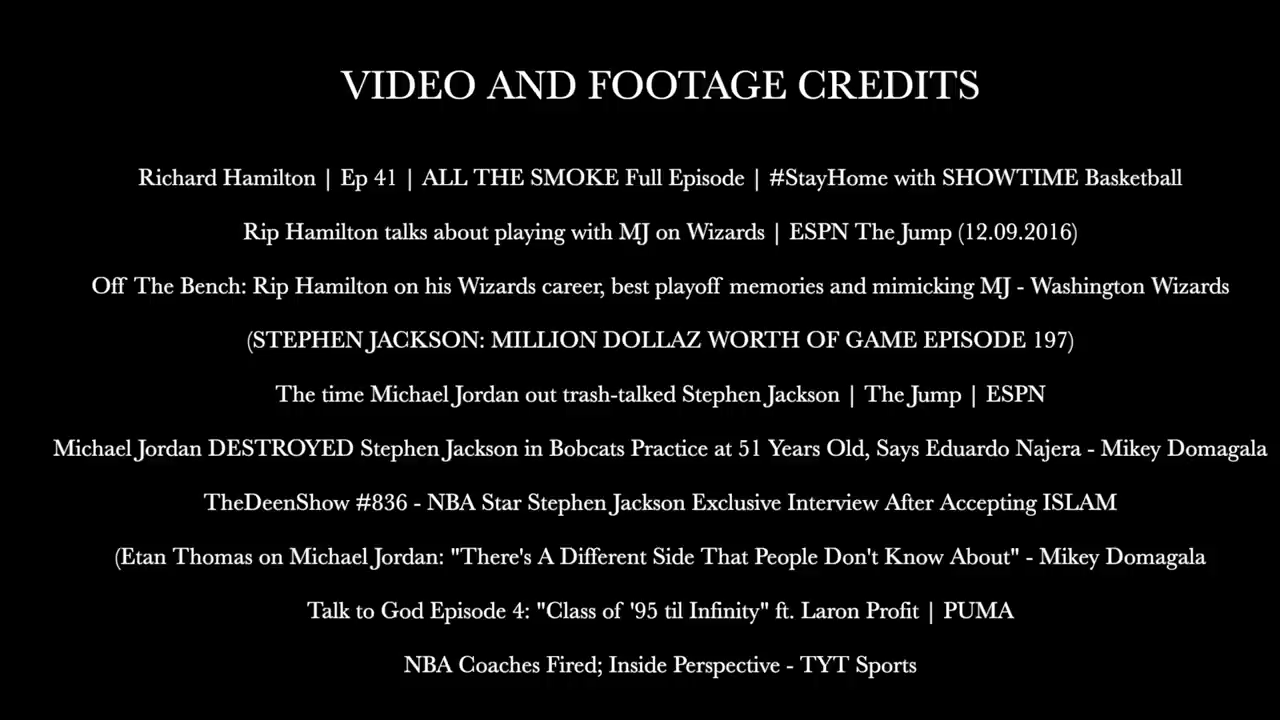 VIDEO AND FOOTAGE CREDITS
Richard Hamilton | Ep 41 | ALL THE SMOKE Full Episode | #StayHome with SHOWTIME Basketball
Rip Hamilton talks about playing with MJ on Wizards | ESPN The Jump (12.09.2016)
Off The Bench: Rip Hamilton on his Wizards career, best playoff memories and mimicking MJ - Washington Wizards
(STEPHEN JACKSON: MILLION DOLLAZ WORTH OF GAME EPISODE 197)
The time Michael Jordan out trash-talked Stephen Jackson | The Jump | ESPN
Michael Jordan DESTROYED Stephen Jackson in Bobcats Practice at 51 Years Old, Says Eduardo Najera - Mikey Domagala
TheDeenShow #836 - NBA Star Stephen Jackson Exclusive Interview After Accepting ISLAM
(Etan Thomas on Michael Jordan: "There's A Different Side That People Don't Know About" - Mikey Domagala
Talk to God Episode 4: "Class of '95 til Infinity" ft. Laron Profit | PUMA
NBA Coaches Fired; Inside Perspective - TYT Sports